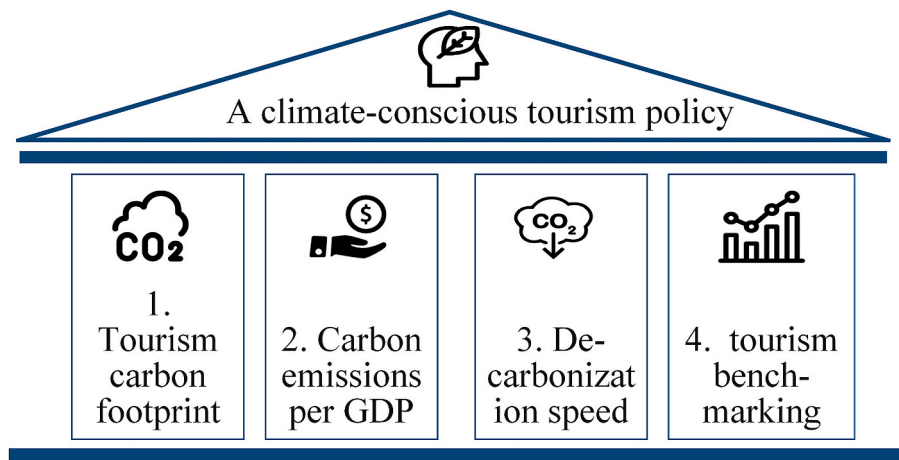 A climate-conscious tourism policy
CO2
1.
Tourism
carbon
footprint
$
2. Carbon
emissions
per GDP
CO2
3. De-
carbonizat
ion speed
4. tourism
bench-
marking